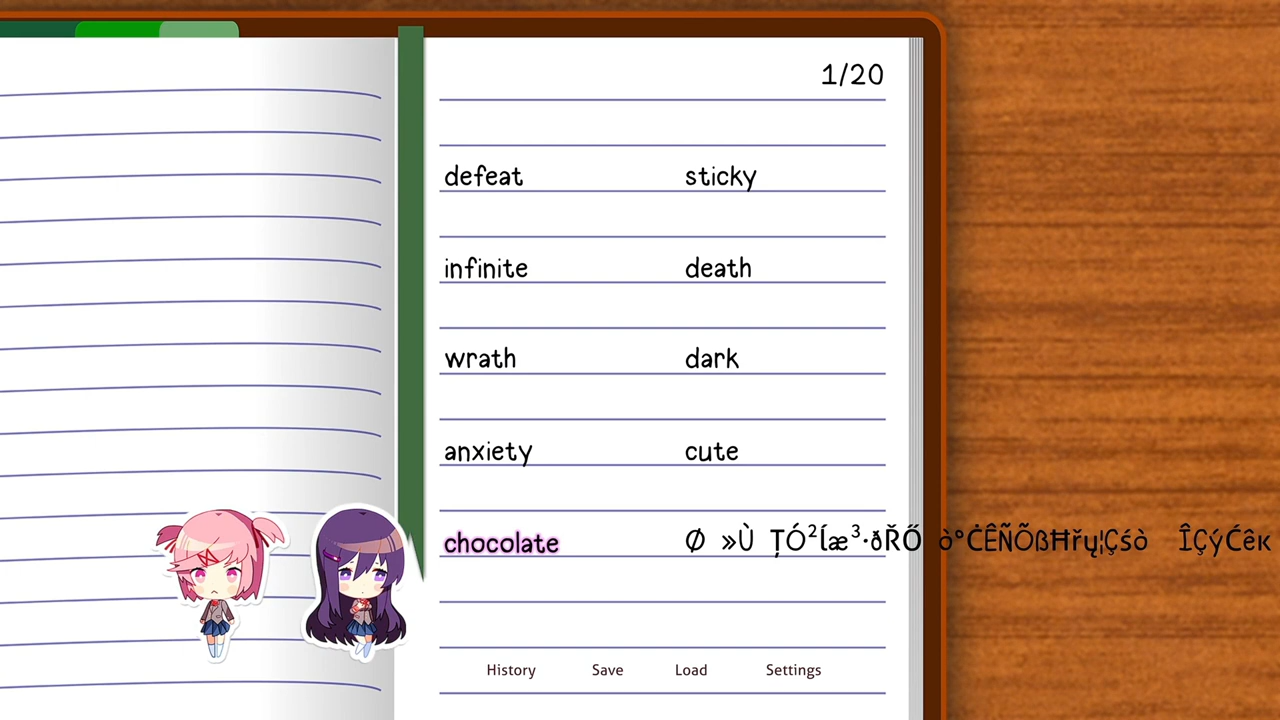 1/20
defeat sticky
infinite death
wrath dark
anxiety cute
chocolate
History Save Load Settings